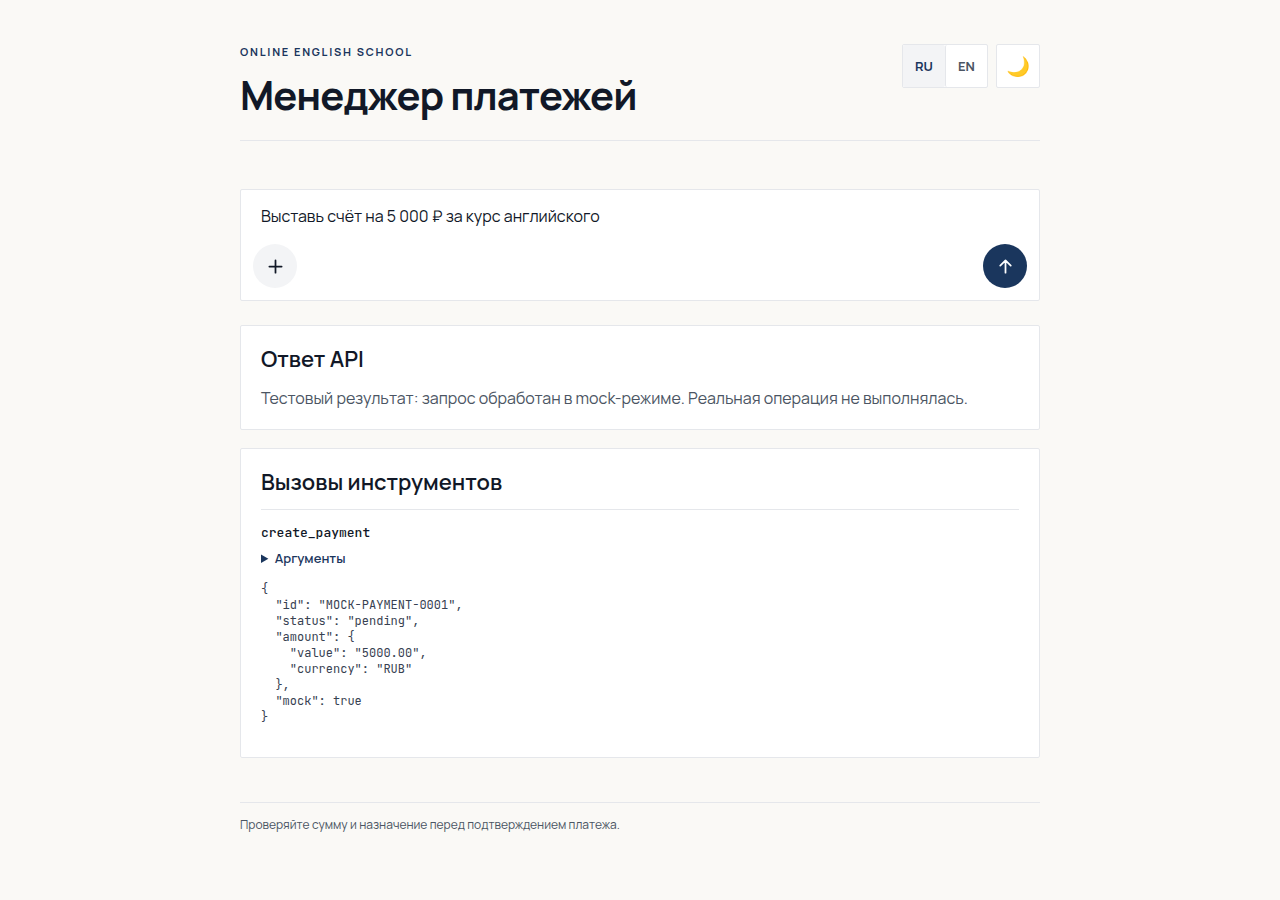 ONLINE ENGLISH SCHOOL
Менеджер платежей
RU EN
Выставь счёт на 5 000 ₽ за курс английского
Ответ API
Тестовый результат: запрос обработан в mock-режиме. Реальная операция не выполнялась.
Вызовы инструментов
create_payment
Аргументы
{
  "id": "MOCK-PAYMENT-0001",
  "status": "pending",
  "amount": {
    "value": "5000.00",
    "currency": "RUB"
  },
  "mock": true
}
Проверяйте сумму и назначение перед подтверждением платежа.